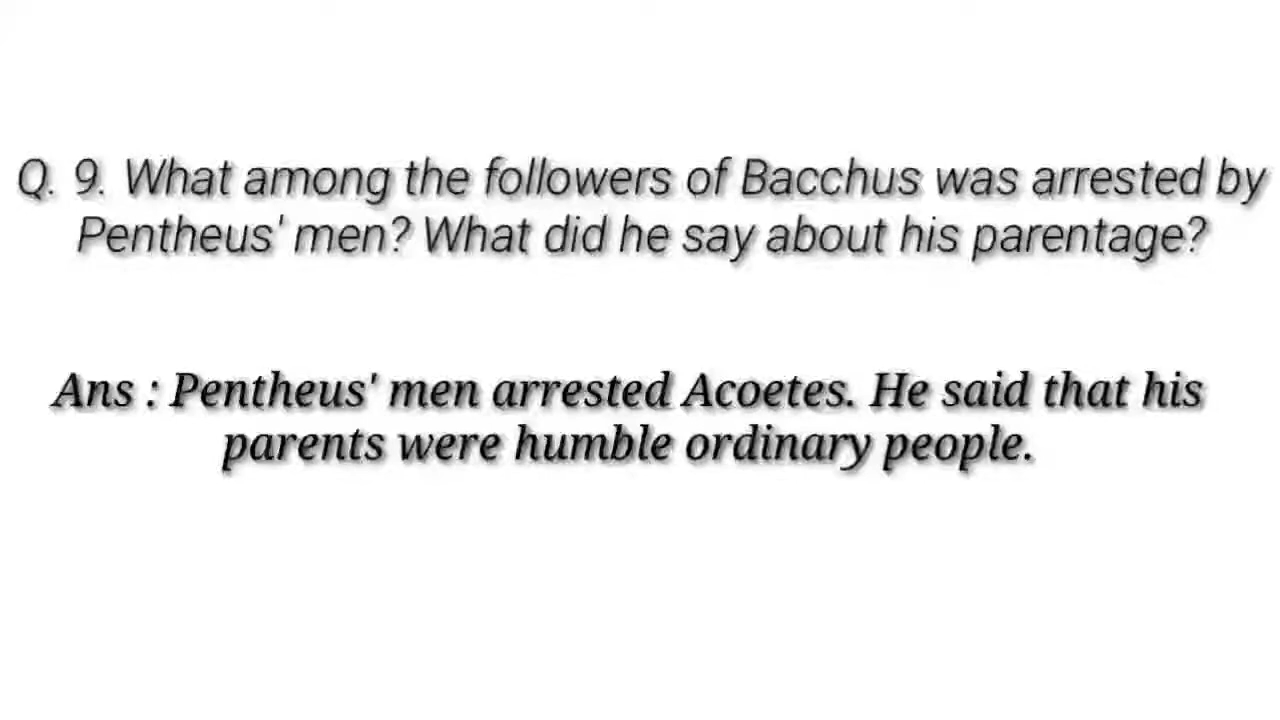 Q. 9. What among the followers of Bacchus was arrested by
Pentheus' men? What did he say about his parentage?
Ans : Pentheus' men arrested Acoetes. He said that his
parents were humble ordinary people.